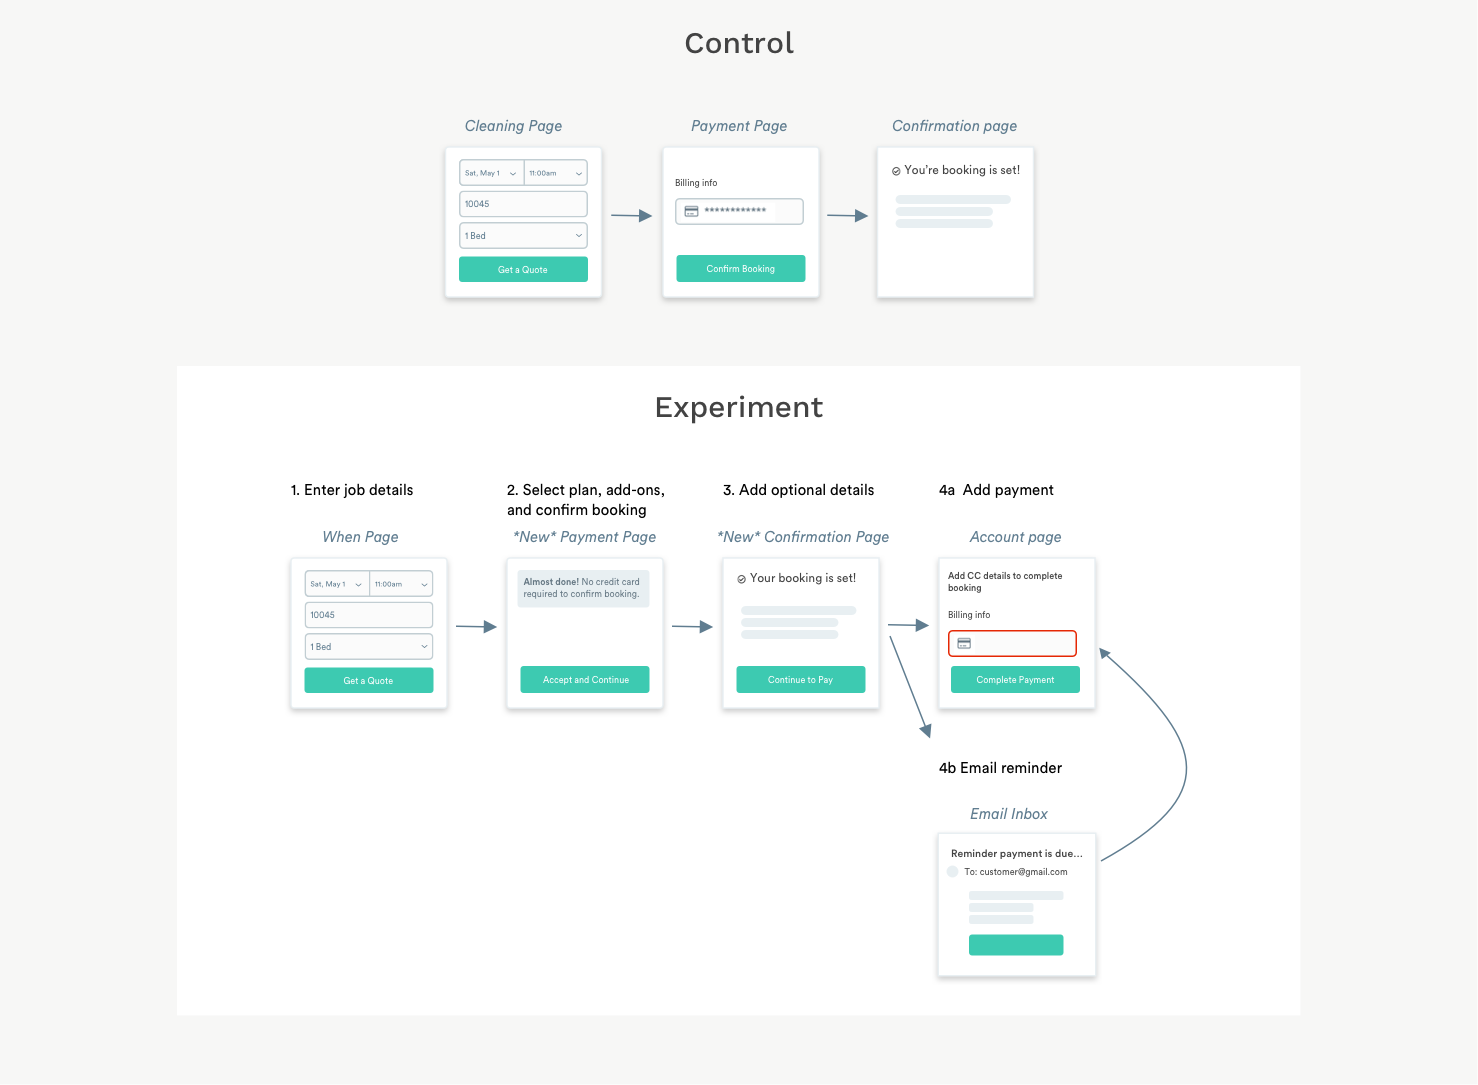 Control
Cleaning Page
Sat, May 1
11:00am
10045
1 Bed
Get a Quote
Payment Page
Billing info
************
Confirm Booking
Confirmation page
You're booking is set!
Experiment
1. Enter job details
When Page
Sat, May 1
11:00am
10045
1 Bed
Get a Quote
2. Select plan, add-ons,
and confirm booking
*New* Payment Page
Almost done! No credit card
required to confirm booking.
Accept and Continue
3. Add optional details
*New* Confirmation Page
Your booking is set!
Continue to Pay
4a Add payment
Account page
Add CC details to complete
booking
Billing info
Complete Payment
4b Email reminder
Email Inbox
Reminder payment is due...
To: customer@gmail.com